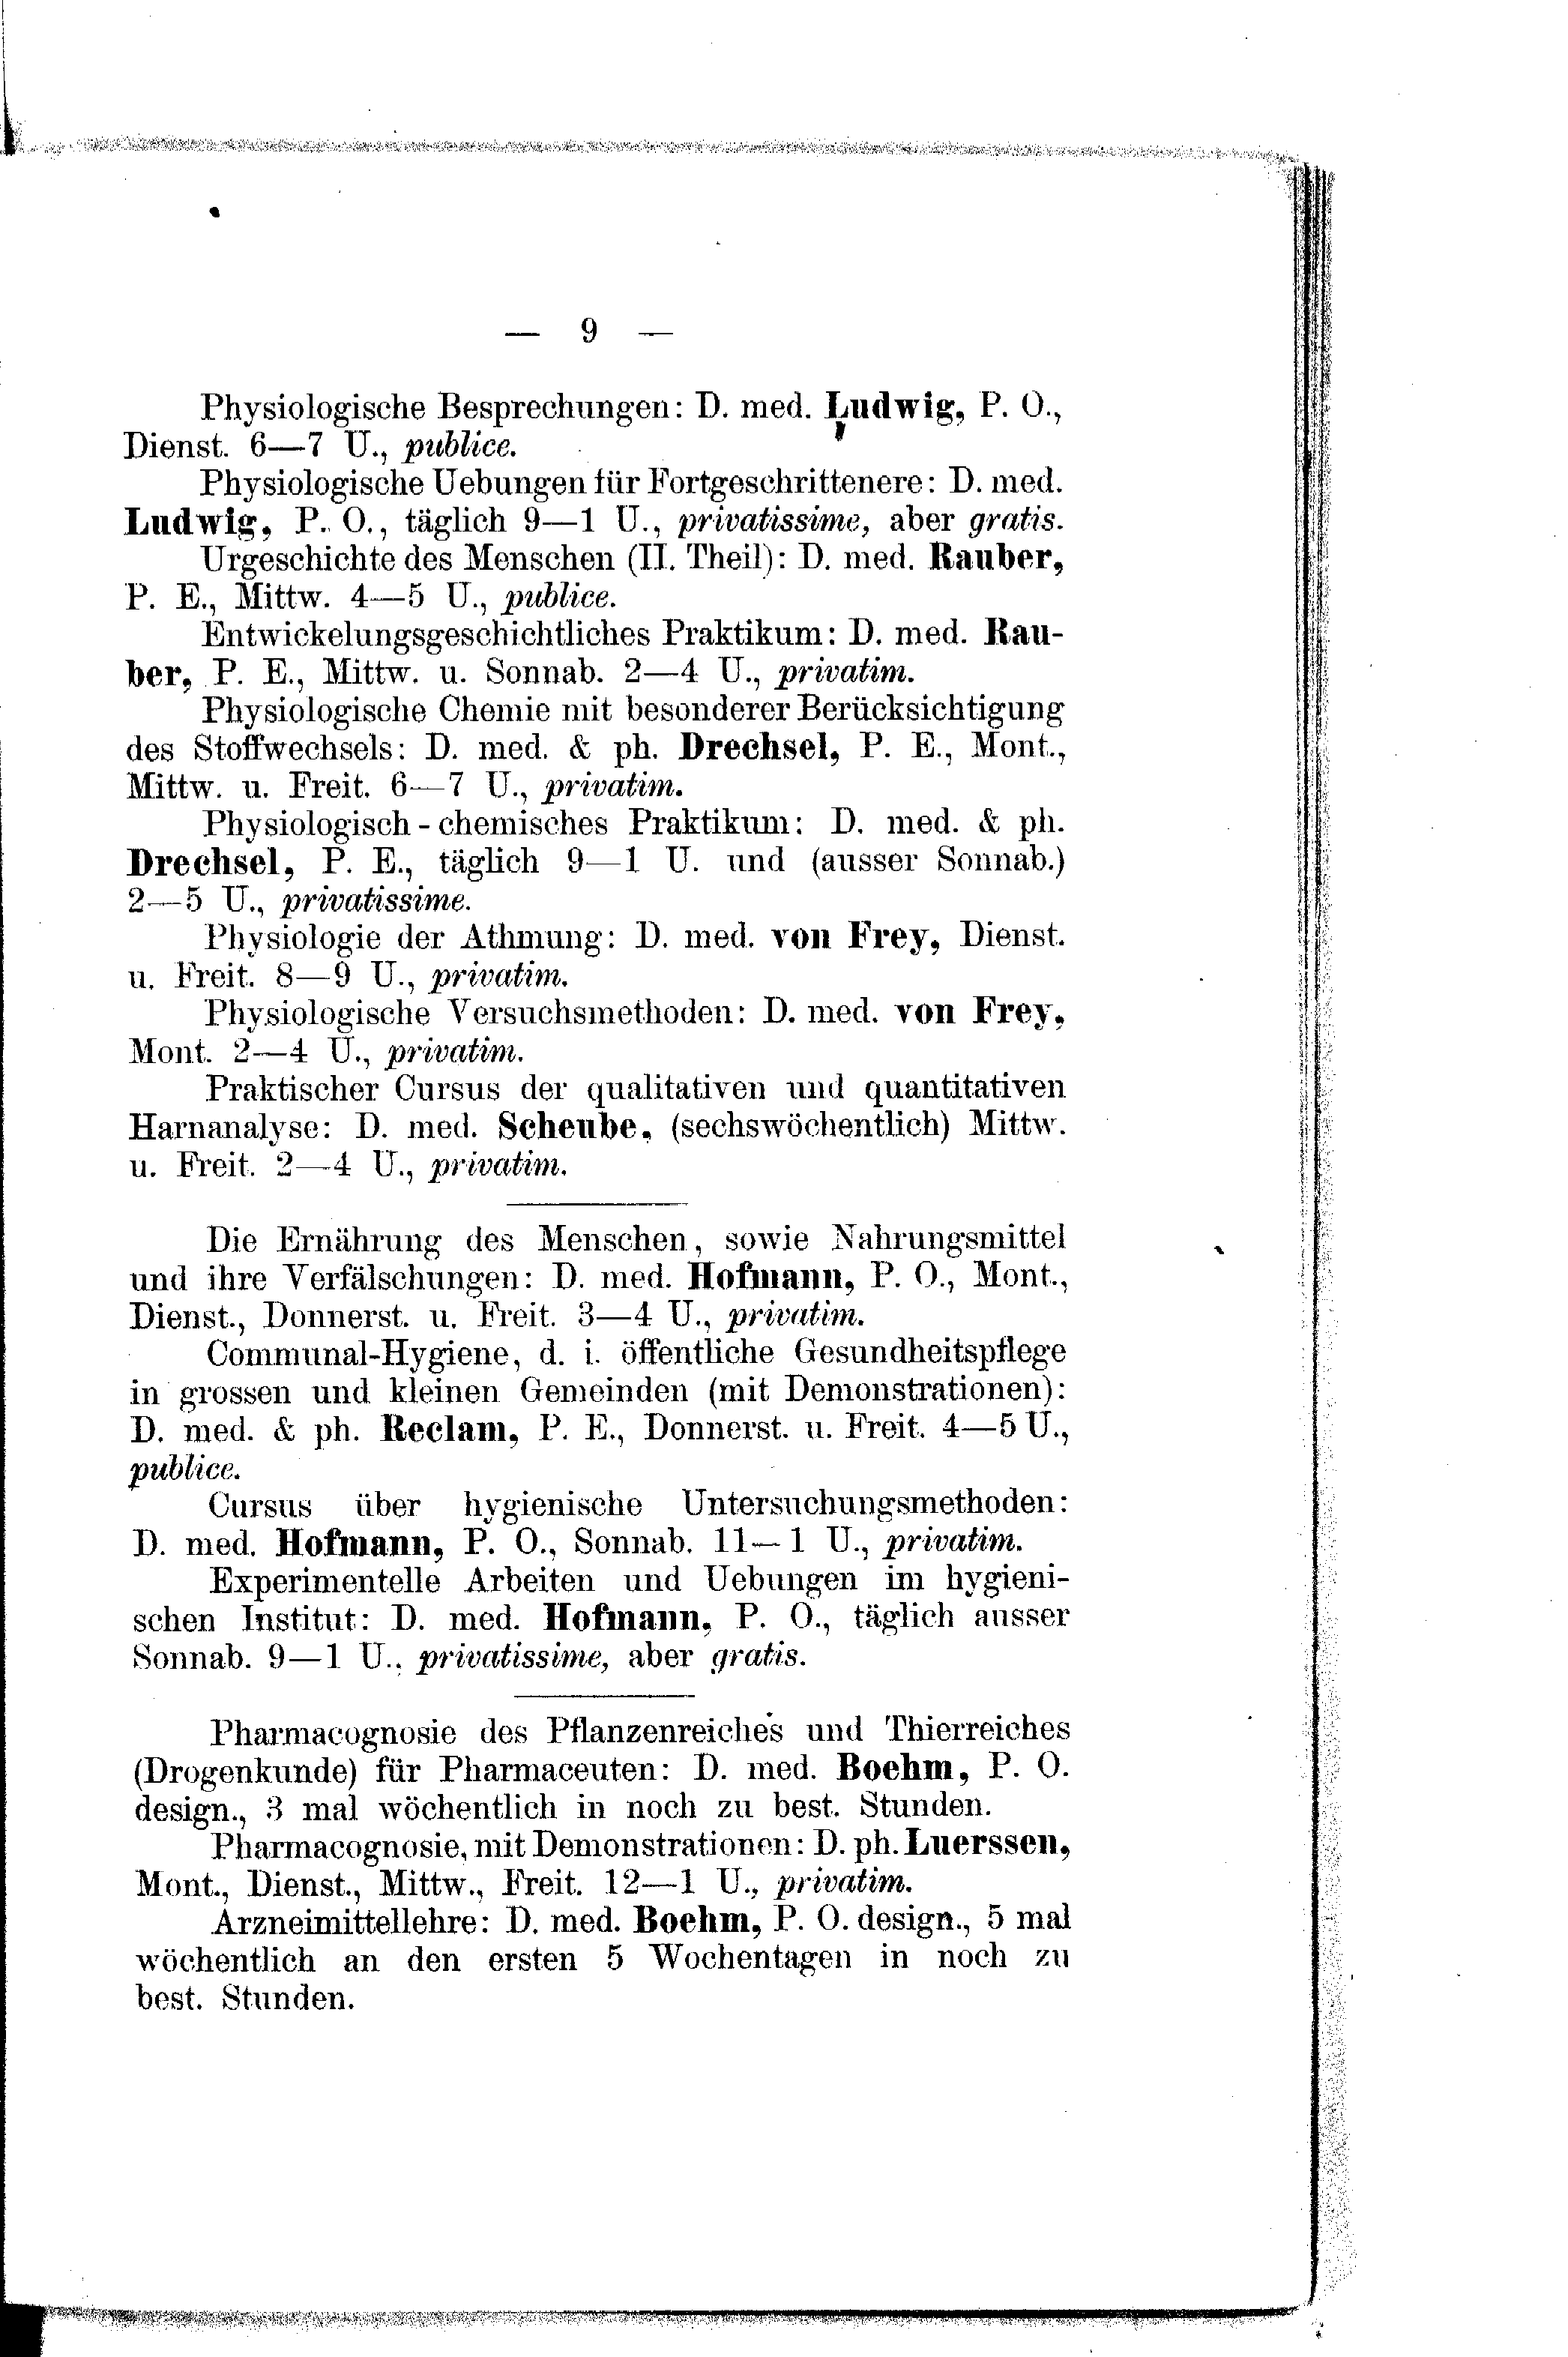 — 9 —
Physiologische Besprechungen: D. med. Ludwig, P. O.,
Dienst. 6—7 U., publice.
Physiologische Uebungen für Fortgeschrittenere: D. med.
Ludwig, P. O., täglich 9—1 U., privatissime, aber gratis.
Urgeschichte des Menschen (II. Theil): D. med. Rauber,
P. E., Mittw. 4—5 U., publice.
Entwickelungsgeschichtliches Praktikum: D. med. Rau-
ber, P. E., Mittw. u. Sonnab. 2—4 U., privatim.
Physiologische Chemie mit besonderer Berücksichtigung
des Stoffwechsels: D. med. & ph. Drechsel, P. E., Mont.,
Mittw. u. Freit. 6—7 U., privatim.
Physiologisch-chemisches Praktikum: D. med. & ph.
Drechsel, P. E., täglich 9—1 U. und (ausser Sonnab.)
2—5 U., privatissime.
Physiologie der Athmung: D. med. von Frey, Dienst.
u. Freit. 8—9 U., privatim.
Physiologische Versuchsmethoden: D. med. von Frey,
Mont. 2—4 U., privatim.
Praktischer Cursus der qualitativen und quantitativen
Harnanalyse: D. med. Scheube, (sechswöchentlich) Mittw.
u. Freit. 2—4 U., privatim.
Die Ernährung des Menschen, sowie Nahrungsmittel
und ihre Verfälschungen: D. med. Hofmann, P. O., Mont.,
Dienst., Donnerst. u. Freit. 3—4 U., privatim.
Communal-Hygiene, d. i. öffentliche Gesundheitspflege
in grossen und kleinen Gemeinden (mit Demonstrationen):
D. med. & ph. Reclam, P. E., Donnerst. u. Freit. 4—5 U.,
publice.
Cursus über hygienische Untersuchungsmethoden:
D. med. Hofmann, P. O., Sonnab. 11—1 U., privatim.
Experimentelle Arbeiten und Uebungen im hygieni-
schen Institut: D. med. Hofmann, P. O., täglich ausser
Sonnab. 9—1 U., privatissime, aber gratis.
Pharmacognosie des Pflanzenreiches und Thierreiches
(Drogenkunde) für Pharmaceuten: D. med. Boehm, P. O.
design., 3 mal wöchentlich in noch zu best. Stunden.
Pharmacognosie, mit Demonstrationen: D. ph. Luerssen,
Mont., Dienst., Mittw., Freit. 12—1 U., privatim.
Arzneimittellehre: D. med. Boehm, P. O. design., 5 mal
wöchentlich an den ersten 5 Wochentagen in noch zu
best. Stunden.